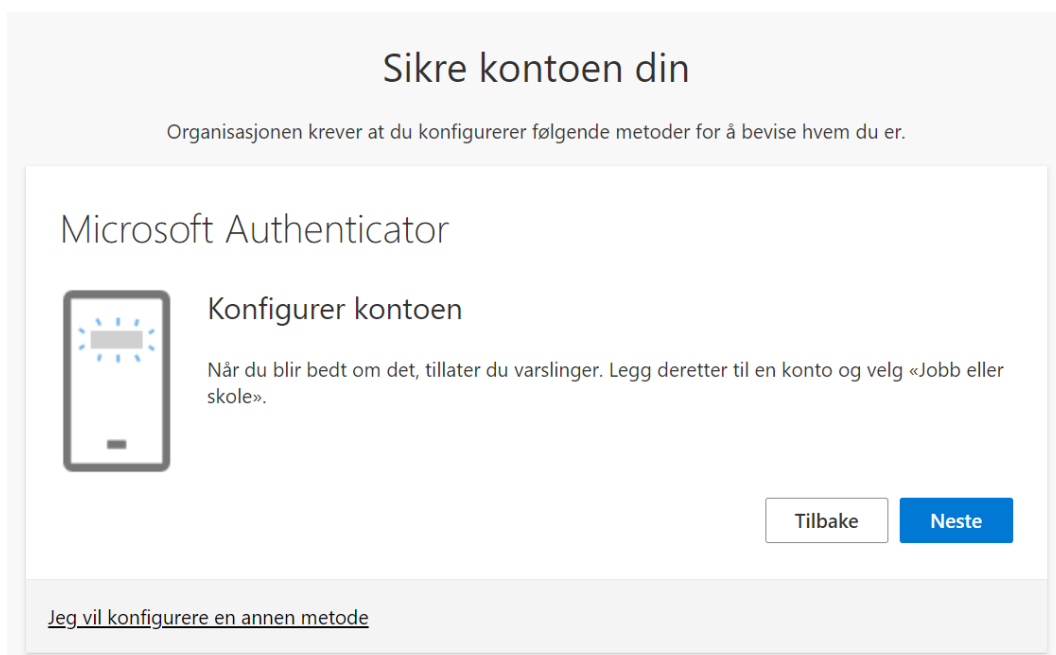 Sikre kontoen din
Organisasjonen krever at du konfigurerer følgende metoder for å bevise hvem du er.
Microsoft Authenticator
Konfigurer kontoen
Når du blir bedt om det, tillater du varslinger. Legg deretter til en konto og velg «Jobb eller
skole».
Tilbake
Neste
Jeg vil konfigurere en annen metode